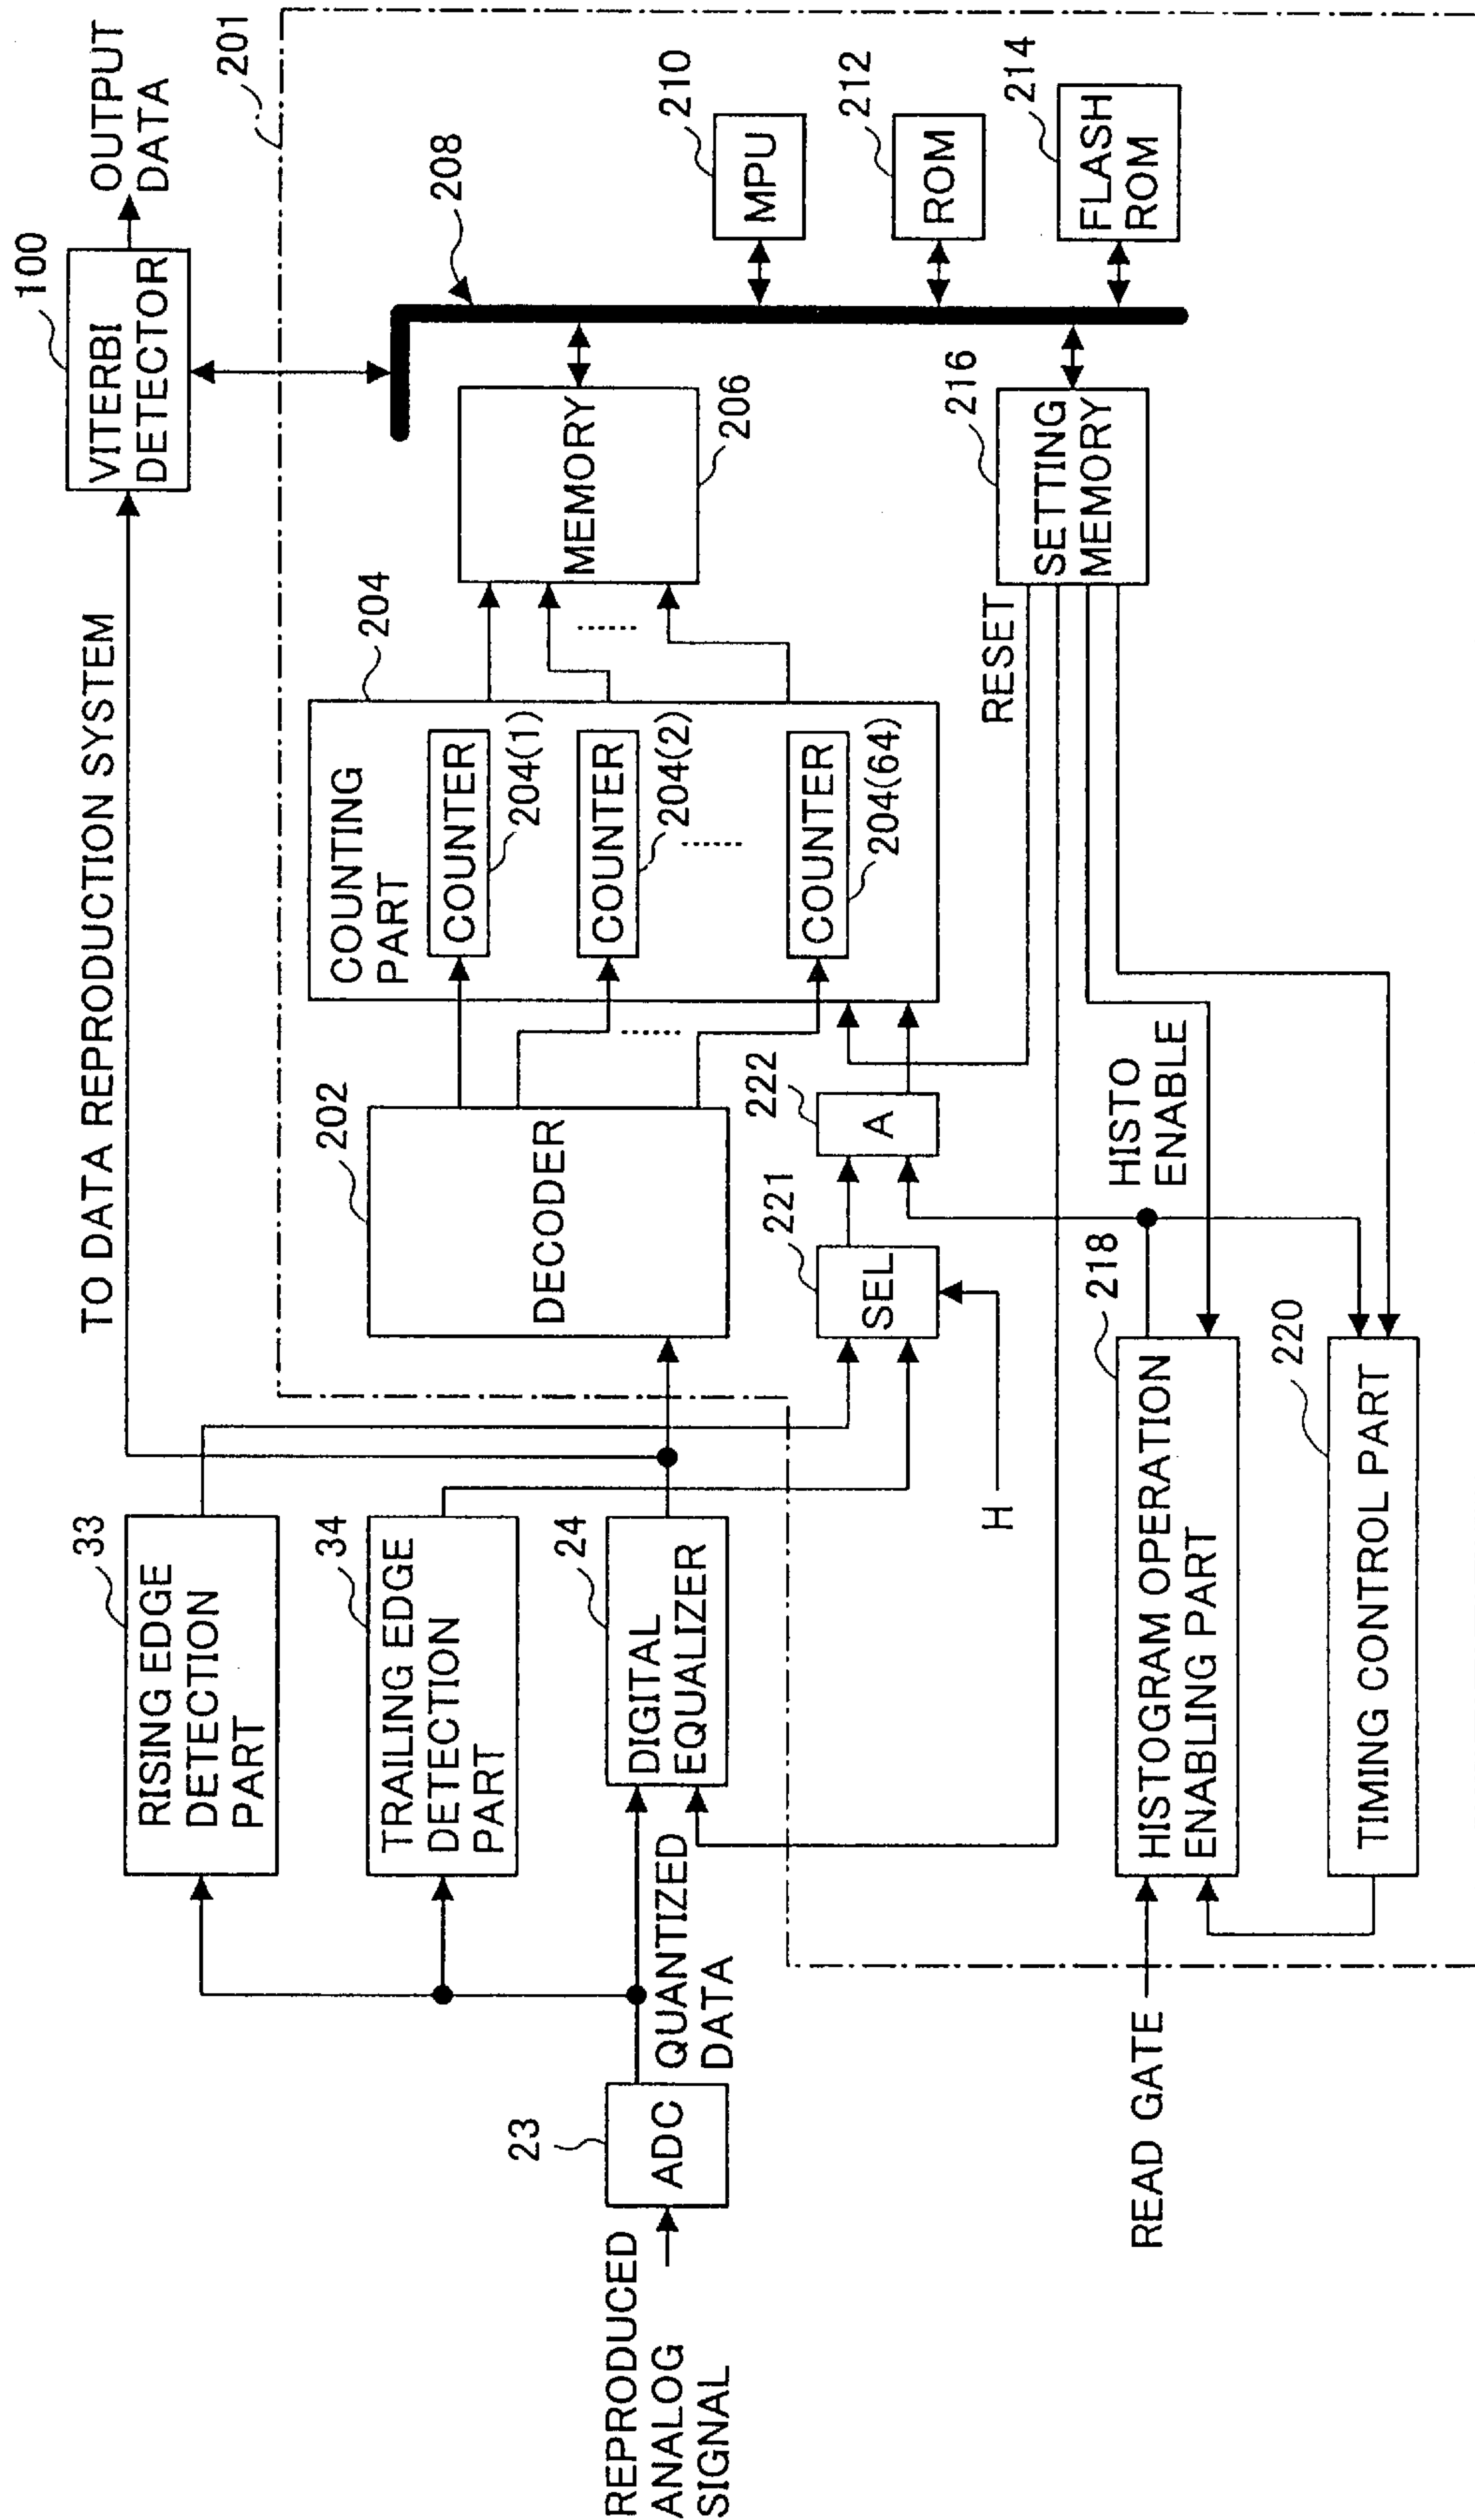 REPRODUCED
ANALOG
SIGNAL
23
ADC
QUANTIZED
DATA
33
RISING EDGE
DETECTION
PART
34
TRAILING EDGE
DETECTION
PART
24
DIGITAL
EQUALIZER
TO DATA REPRODUCTION SYSTEM
100
VITERBI
DETECTOR
OUTPUT
DATA
201
202
DECODER
204
COUNTING
PART
COUNTER
204(1)
COUNTER
204(2)
COUNTER
204(64)
MEMORY
206
208
210
MPU
212
ROM
214
FLASH
ROM
216
SETTING
MEMORY
RESET
221
SEL
222
A
H
HISTO
ENABLE
READ GATE
218
HISTOGRAM OPERATION
ENABLING PART
220
TIMING CONTROL PART